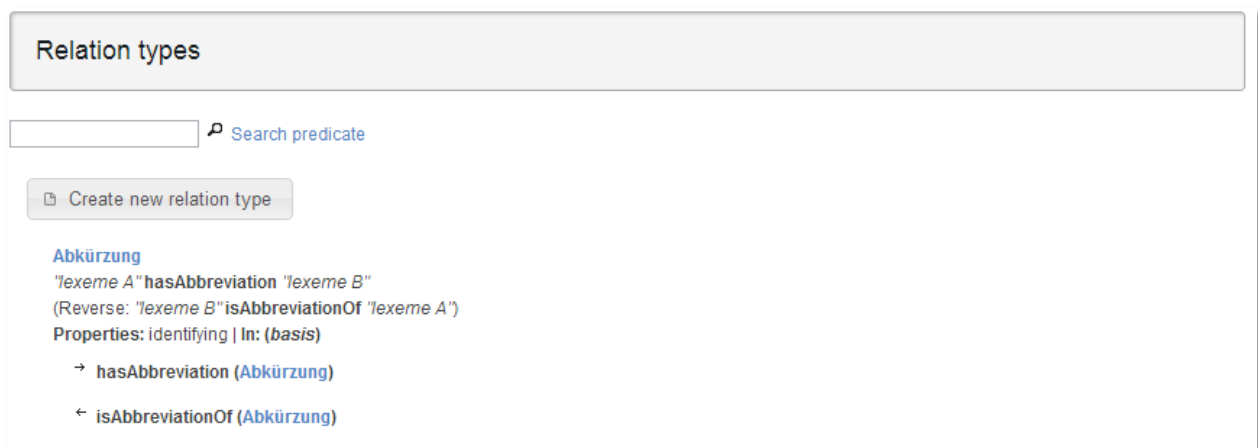 Relation types
Search predicate
Create new relation type
Abkürzung
"lexeme A" hasAbbreviation "lexeme B"
(Reverse: "lexeme B" isAbbreviationOf "lexeme A")
Properties: identifying | In: (basis)
→ hasAbbreviation (Abkürzung)
← isAbbreviationOf (Abkürzung)